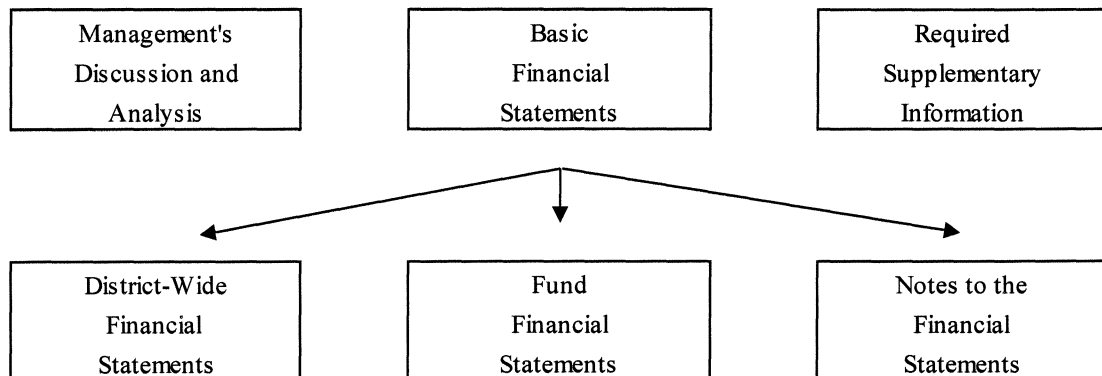 Management's
Discussion and
Analysis
Basic
Financial
Statements
Required
Supplementary
Information
District-Wide
Financial
Statements
Fund
Financial
Statements
Notes to the
Financial
Statements